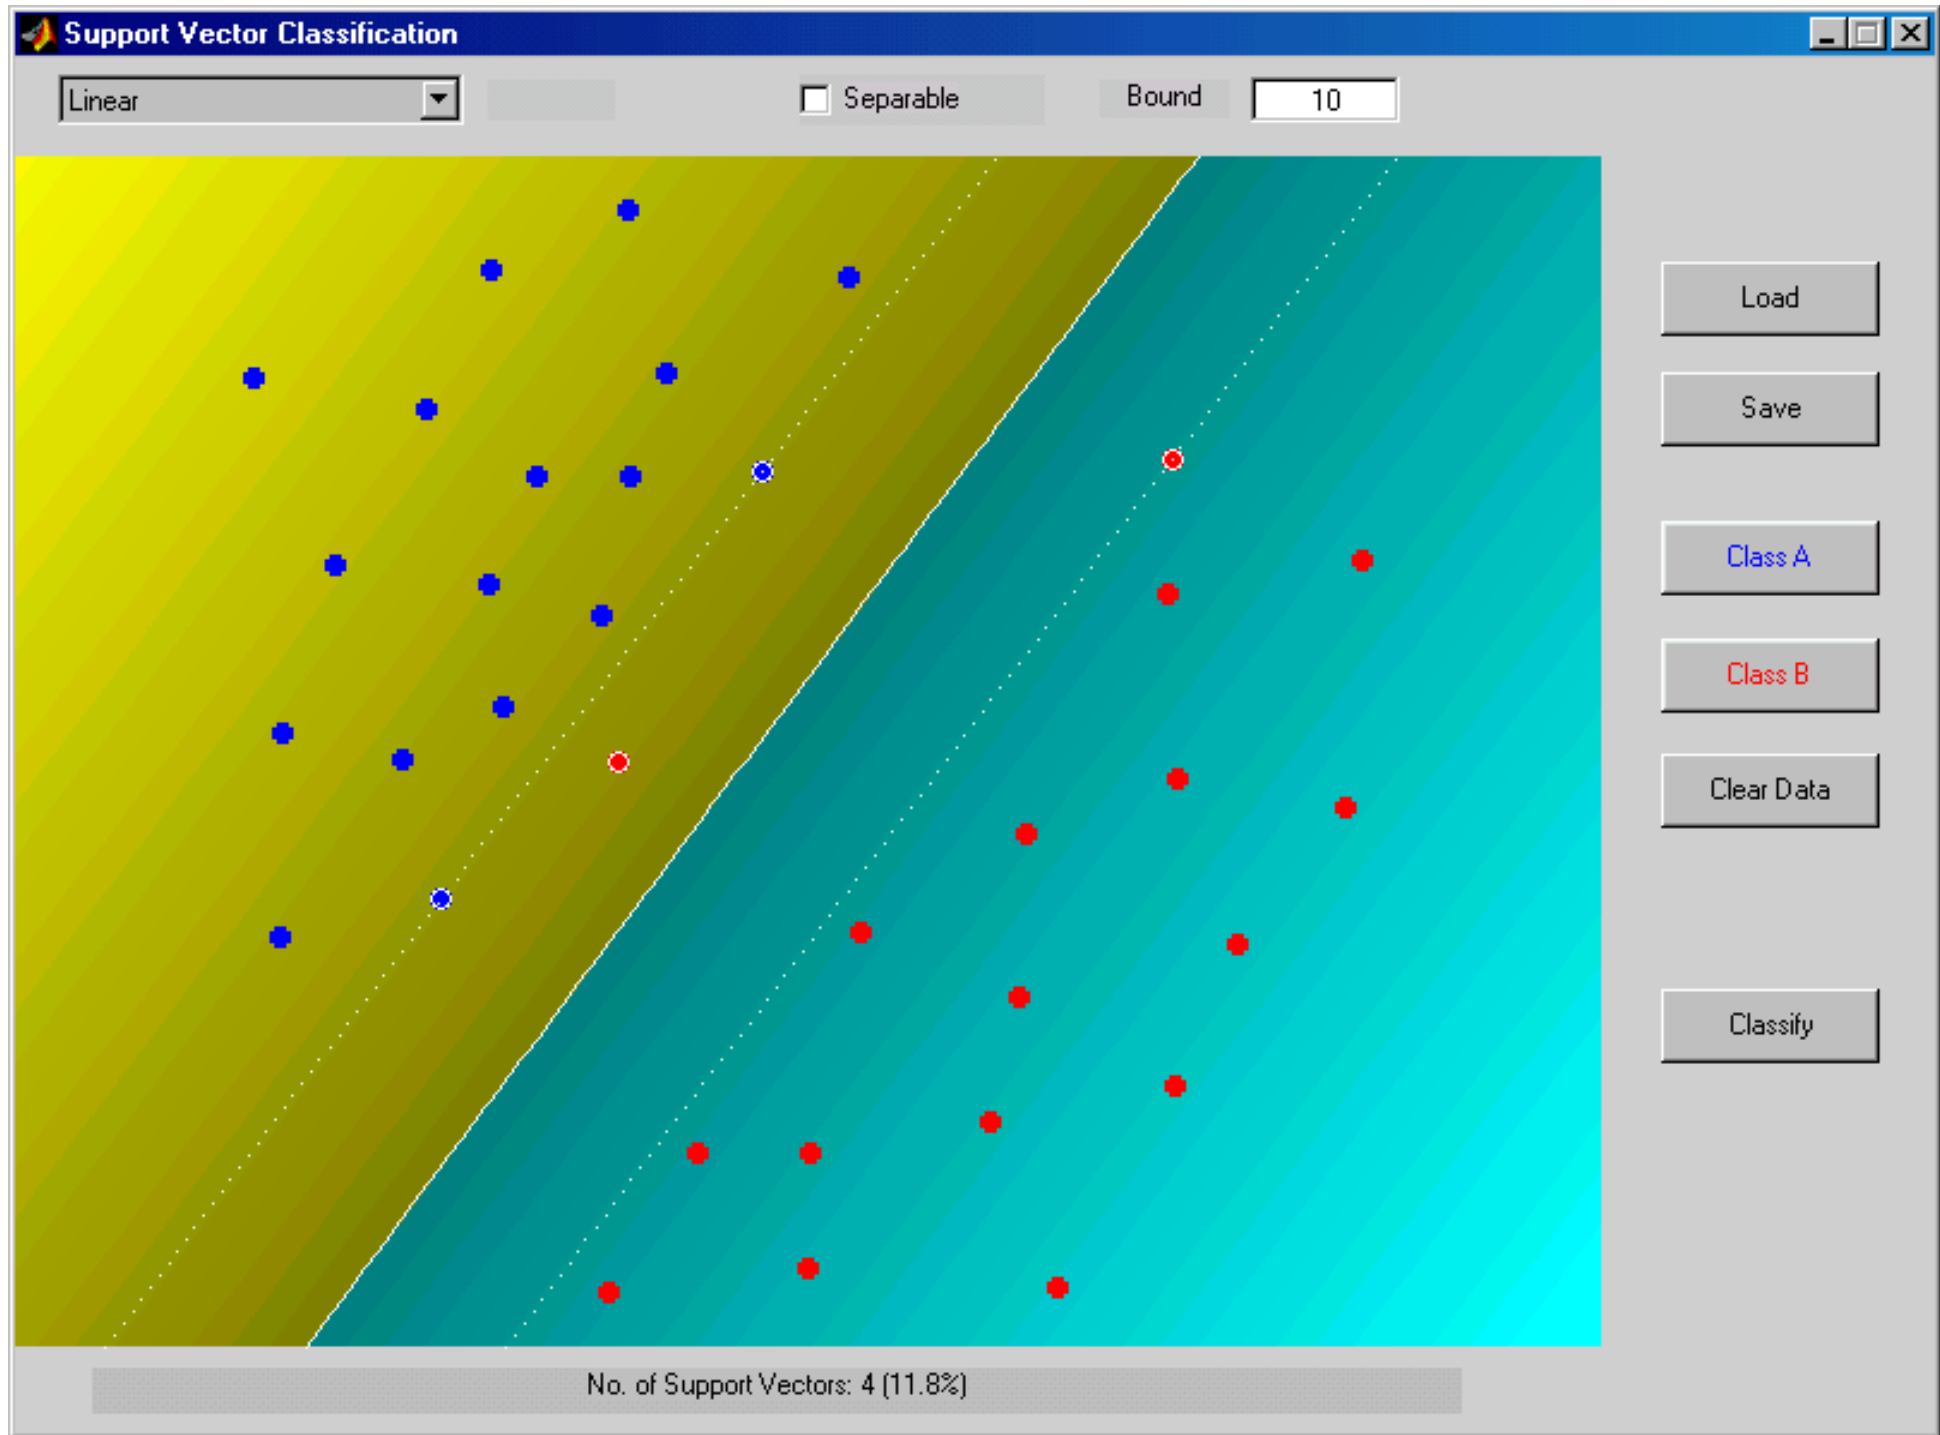 Support Vector Classification
Linear
Separable
Bound
10
Load
Save
Class A
Class B
Clear Data
Classify
No. of Support Vectors: 4 (11.8%)